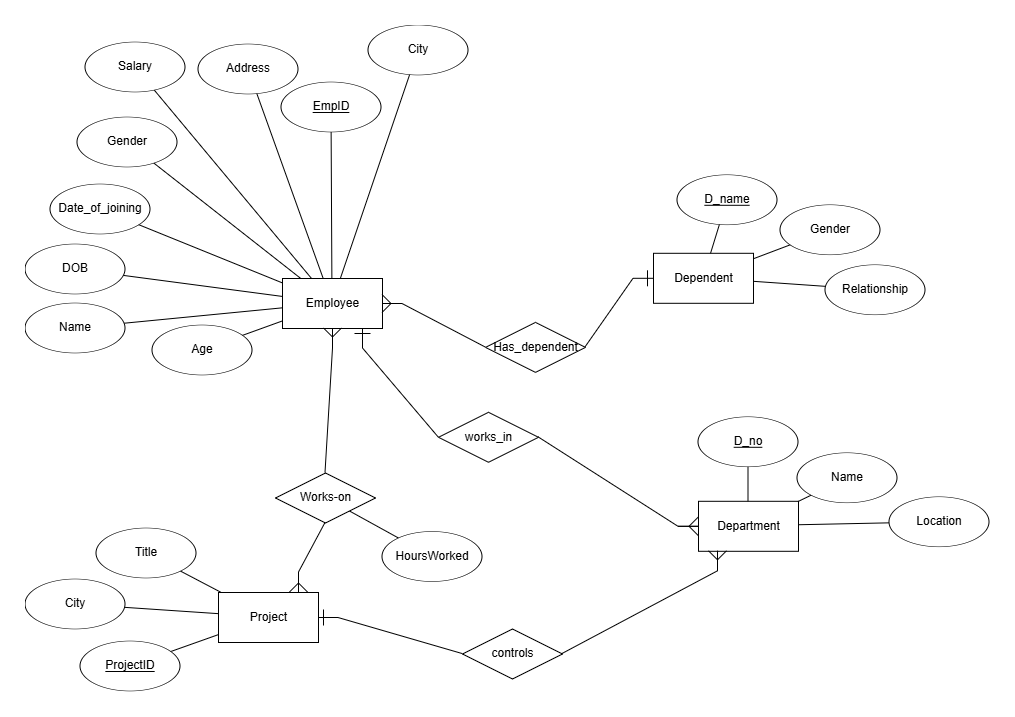 City
Salary
Address
EmpID
Gender
D_name
Date_of_joining
Gender
DOB
Dependent
Relationship
Employee
Name
Age
Has_dependent
works_in
D_no
Name
Works-on
Location
Department
Title
HoursWorked
City
Project
controls
ProjectID